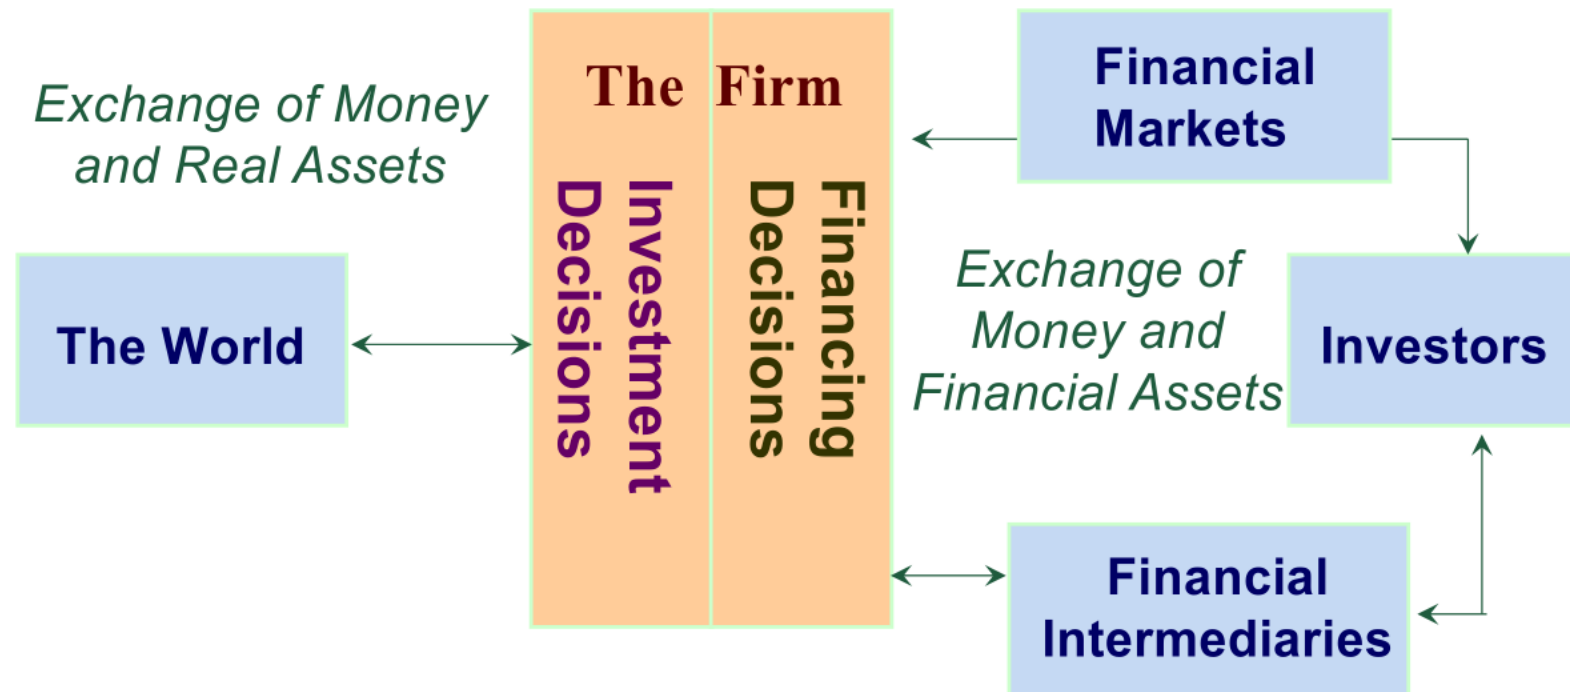 Exchange of Money
and Real Assets
The World
The Firm
Investment
Decisions
Financing
Decisions
Financial
Markets
Exchange of
Money and
Financial Assets
Investors
Financial
Intermediaries